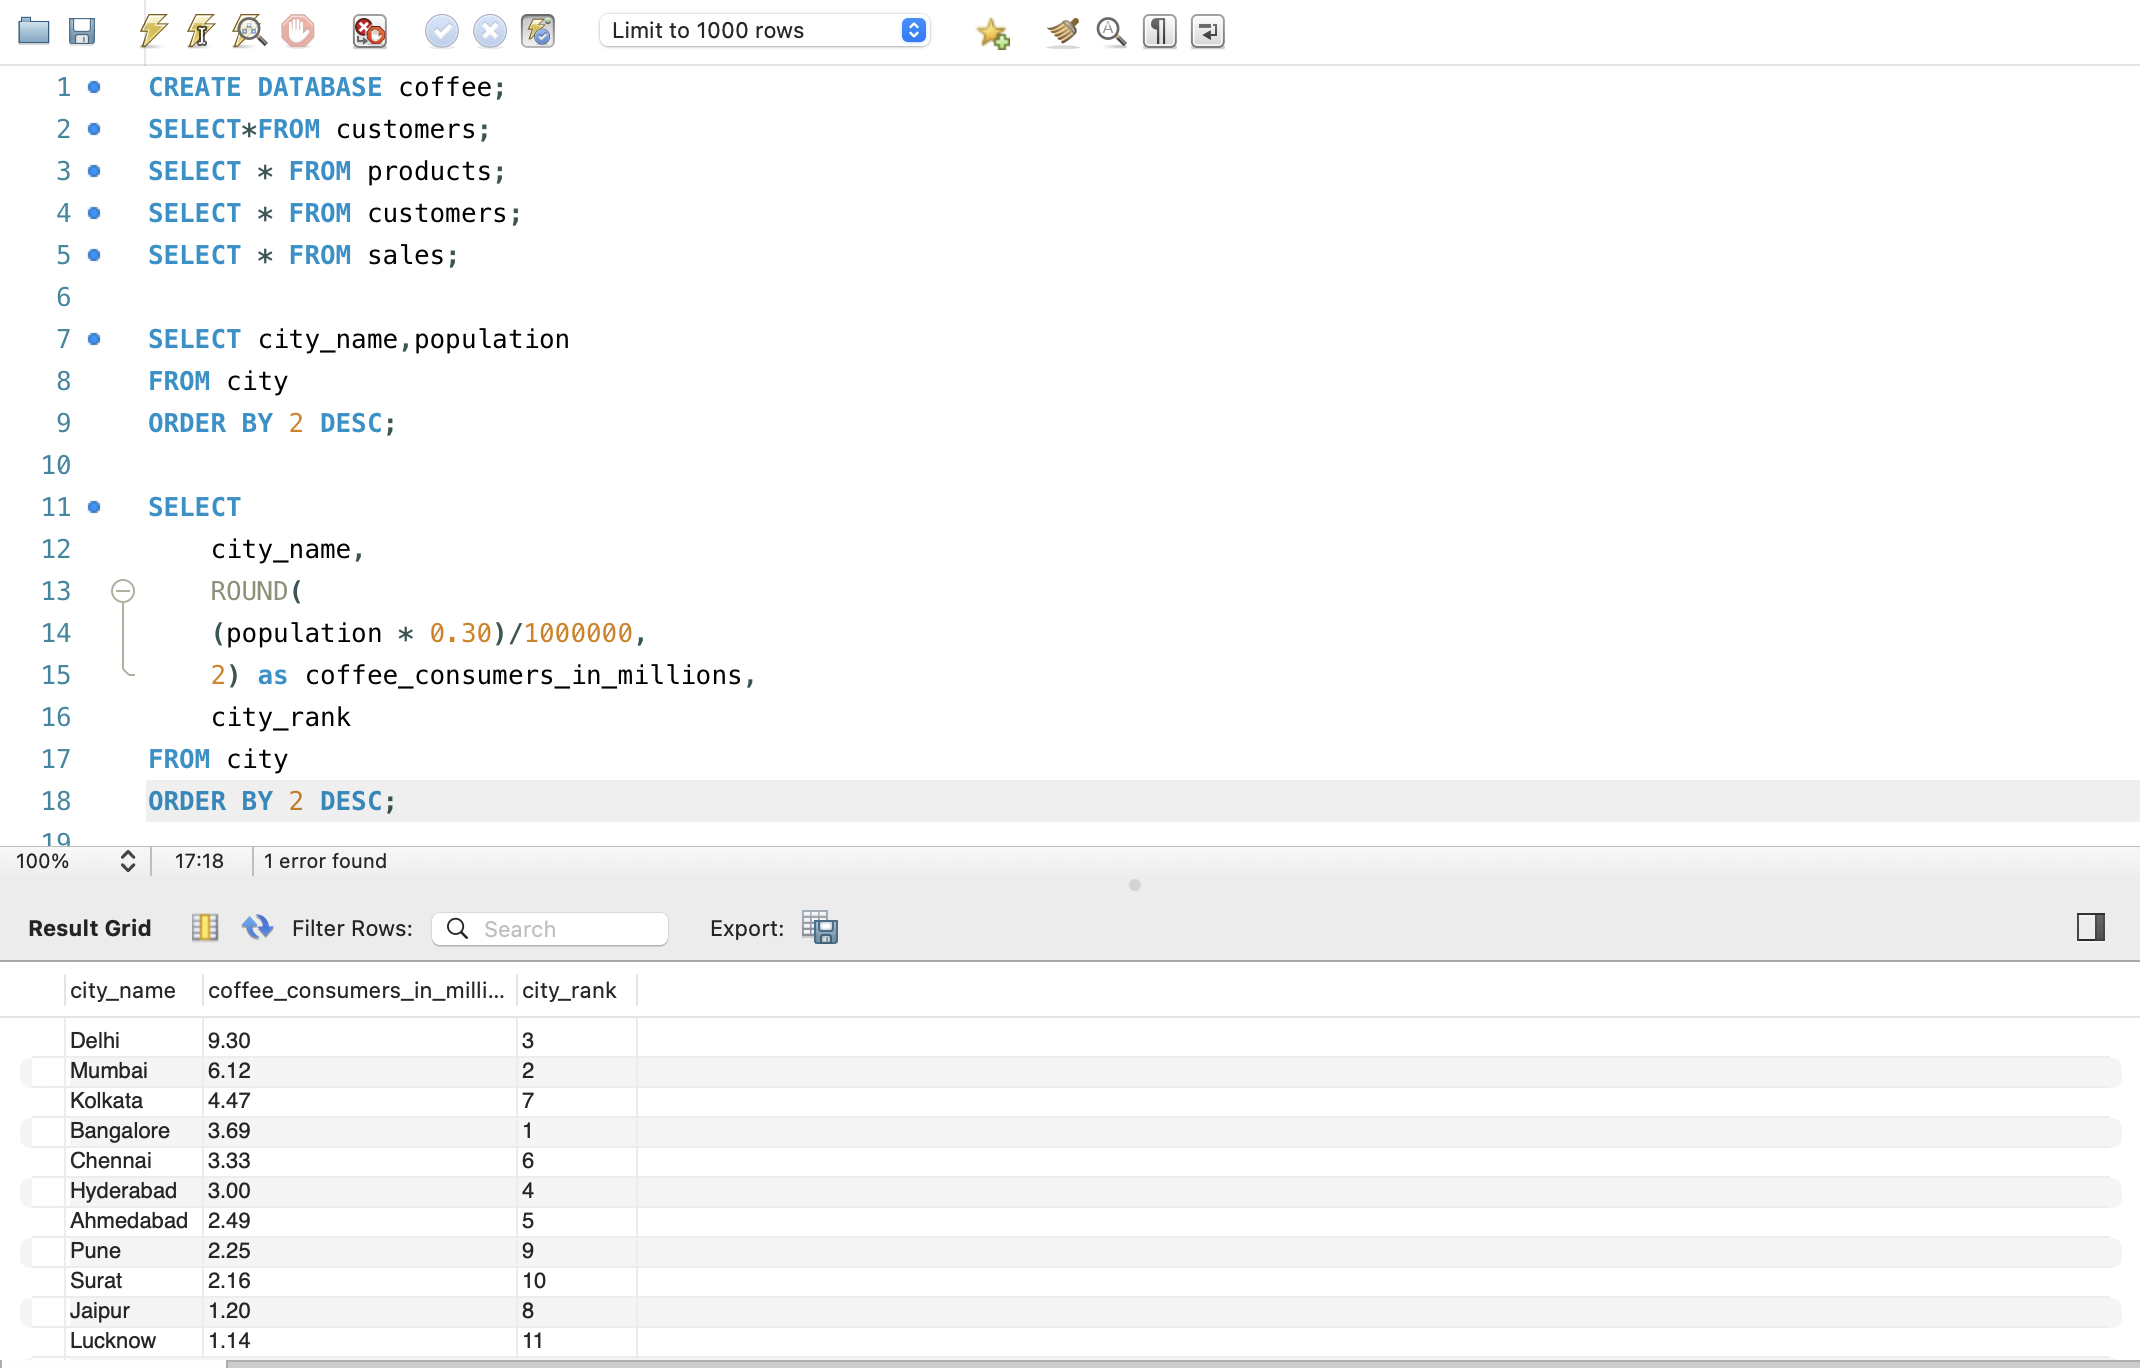 Limit to 1000 rows
1 CREATE DATABASE coffee;
2 SELECT*FROM customers;
3 SELECT * FROM products;
4 SELECT * FROM customers;
5 SELECT * FROM sales;
6
7 SELECT city_name,population
8 FROM city
9 ORDER BY 2 DESC;
10
11 SELECT
12 city_name,
13 ROUND(
14 (population * 0.30)/1000000,
15 2) as coffee_consumers_in_millions,
16 city_rank
17 FROM city
18 ORDER BY 2 DESC;
19
100% 17:18 1 error found
Result Grid Filter Rows: Search Export:
city_name coffee_consumers_in_milli... city_rank
Delhi 9.30 3
Mumbai 6.12 2
Kolkata 4.47 7
Bangalore 3.69 1
Chennai 3.33 6
Hyderabad 3.00 4
Ahmedabad 2.49 5
Pune 2.25 9
Surat 2.16 10
Jaipur 1.20 8
Lucknow 1.14 11